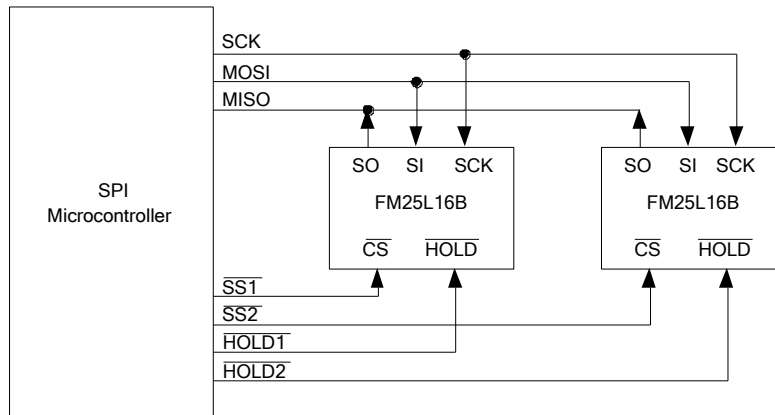 SCK
MOSI
MISO
SO SI SCK
SO SI SCK
SPI
Microcontroller
FM25L16B
FM25L16B
CS HOLD
CS HOLD
SS1
SS2
HOLD1
HOLD2